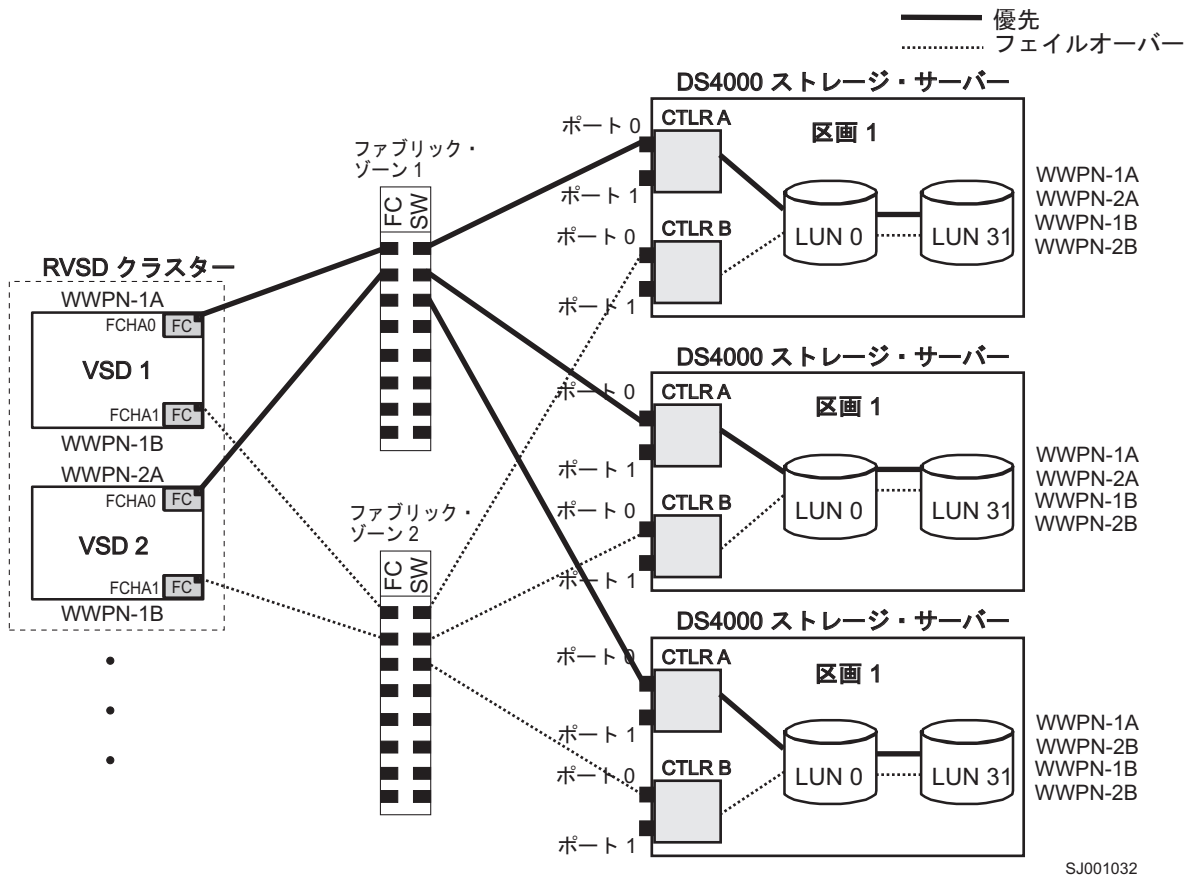 優先
フェイルオーバー
ファブリック・
ゾーン 1
FC
SW
RVSD クラスター
WWPN-1A
FCHA0
FC
VSD 1
FCHA1
FC
WWPN-1B
WWPN-2A
FCHA0
FC
VSD 2
FCHA1
FC
WWPN-1B
ファブリック・
ゾーン 2
FC
SW
DS4000 ストレージ・サーバー
ポート 0
CTLR A
区画 1
ポート 1
ポート 0
CTLR B
LUN 0
LUN 31
ポート 1
WWPN-1A
WWPN-2A
WWPN-1B
WWPN-2B
DS4000 ストレージ・サーバー
ポート 0
CTLR A
区画 1
ポート 1
ポート 0
CTLR B
LUN 0
LUN 31
ポート 1
WWPN-1A
WWPN-2A
WWPN-1B
WWPN-2B
DS4000 ストレージ・サーバー
ポート 0
CTLR A
区画 1
ポート 1
ポート 0
CTLR B
LUN 0
LUN 31
ポート 1
WWPN-1A
WWPN-2B
WWPN-1B
WWPN-2B
SJ001032